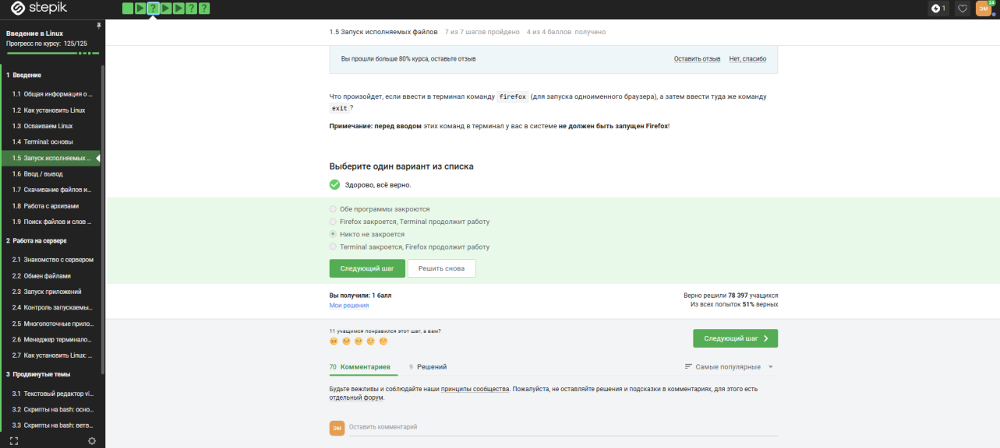 stepik
1
ЭМ
24
Введение в Linux
Прогресс по курсу: 125/125
1 Введение
1.1 Общая информация о ...
1.2 Как установить Linux
1.3 Осваиваем Linux
1.4 Terminal: основы
1.5 Запуск исполняемых ...
1.6 Ввод / вывод
1.7 Скачивание файлов и...
1.8 Работа с архивами
1.9 Поиск файлов и слов ...
2 Работа на сервере
2.1 Знакомство с сервером
2.2 Обмен файлами
2.3 Запуск приложений
2.4 Контроль запускаемы...
2.5 Многопоточные прило...
2.6 Менеджер терминало...
2.7 Как установить Linux: ...
3 Продвинутые темы
3.1 Текстовый редактор vi...
3.2 Скрипты на bash: осно...
3.3 Скрипты на bash: ветв...
1.5 Запуск исполняемых файлов 7 из 7 шагов пройдено 4 из 4 баллов получено
Вы прошли больше 80% курса, оставьте отзыв Оставить отзыв Нет, спасибо
Что произойдет, если ввести в терминал команду firefox (для запуска одноименного браузера), а затем ввести туда же команду
exit ?
Примечание: перед вводом этих команд в терминал у вас в системе не должен быть запущен Firefox!
Выберите один вариант из списка
Здорово, всё верно.
Обе программы закроются
Firefox закроется, Terminal продолжит работу
Никто не закроется
Terminal закроется, Firefox продолжит работу
Следующий шаг Решить снова
Вы получили: 1 балл
Мои решения
Верно решили 78 397 учащихся
Из всех попыток 51% верных
11 учащимся понравился этот шаг, а вам?
Следующий шаг
70 Комментариев 9 Решений Самые популярные
Будьте вежливы и соблюдайте наши принципы сообщества. Пожалуйста, не оставляйте решения и подсказки в комментариях, для этого есть
отдельный форум.
ЭМ Оставить комментарий